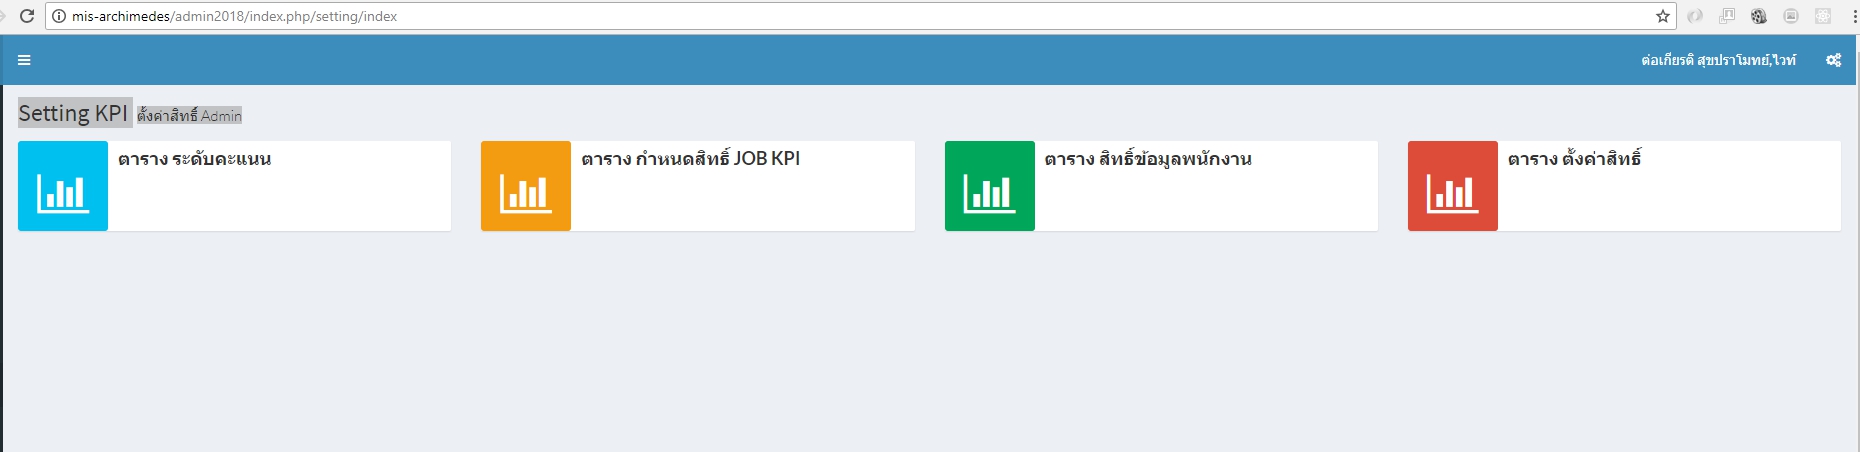 mis-archimedes/admin2018/index.php/setting/index
ต่อเกียรติ สุขปราโมทย์,ไวท์
Setting KPI ตั้งค่าสิทธิ์ Admin
ตาราง ระดับคะแนน
ตาราง กำหนดสิทธิ์ JOB KPI
ตาราง สิทธิ์ข้อมูลพนักงาน
ตาราง ตั้งค่าสิทธิ์